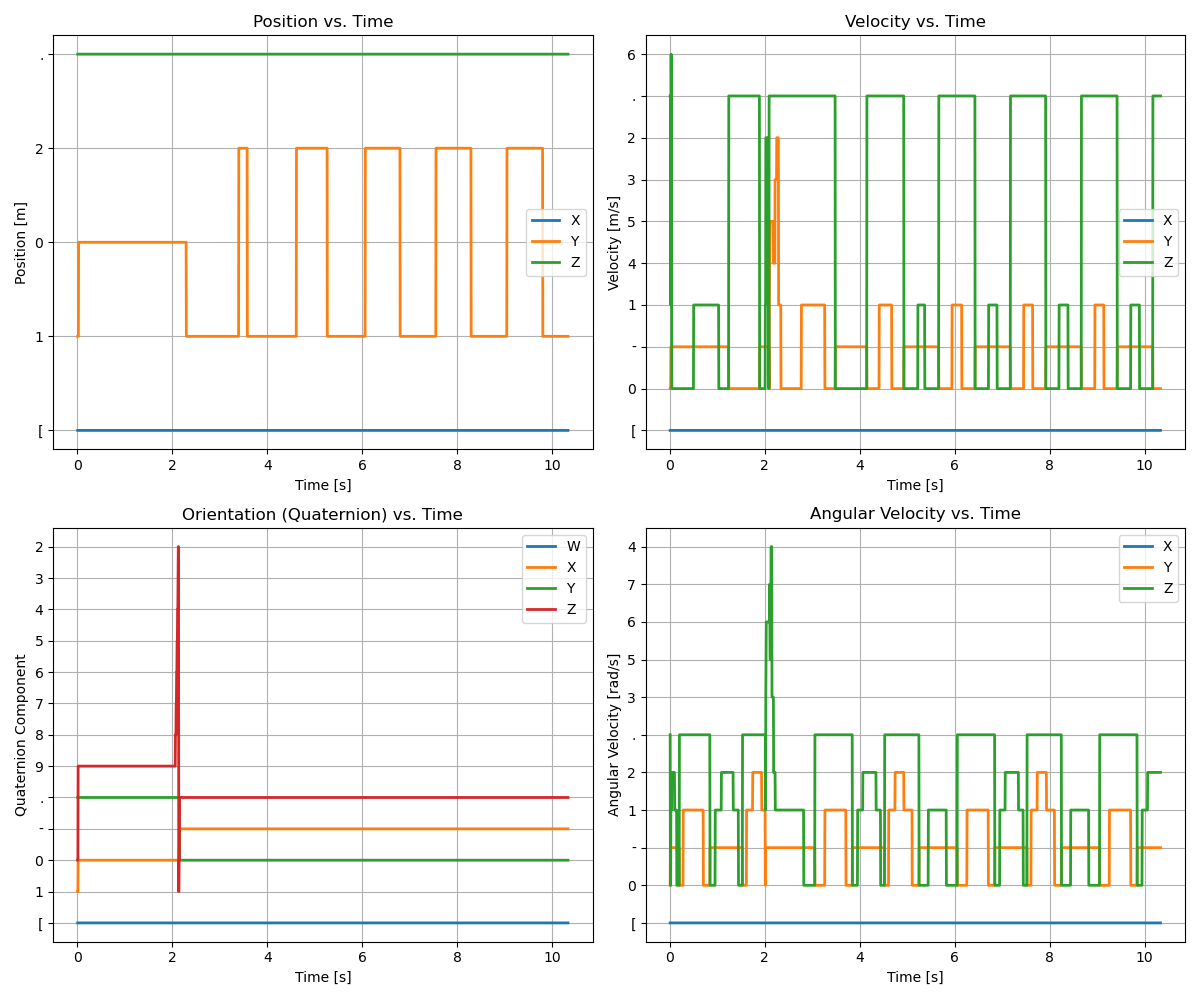 Position vs. Time
.
2
0
1
[
Position [m]
X
Y
Z
0 2 4 6 8 10
Time [s]
Velocity vs. Time
6
.
2
3
5
4
1
-
0
[
Velocity [m/s]
X
Y
Z
0 2 4 6 8 10
Time [s]
Orientation (Quaternion) vs. Time
2
3
4
5
6
7
8
9
.
-
0
1
[
Quaternion Component
W
X
Y
Z
0 2 4 6 8 10
Time [s]
Angular Velocity vs. Time
4
7
6
5
3
.
2
1
-
0
[
Angular Velocity [rad/s]
X
Y
Z
0 2 4 6 8 10
Time [s]